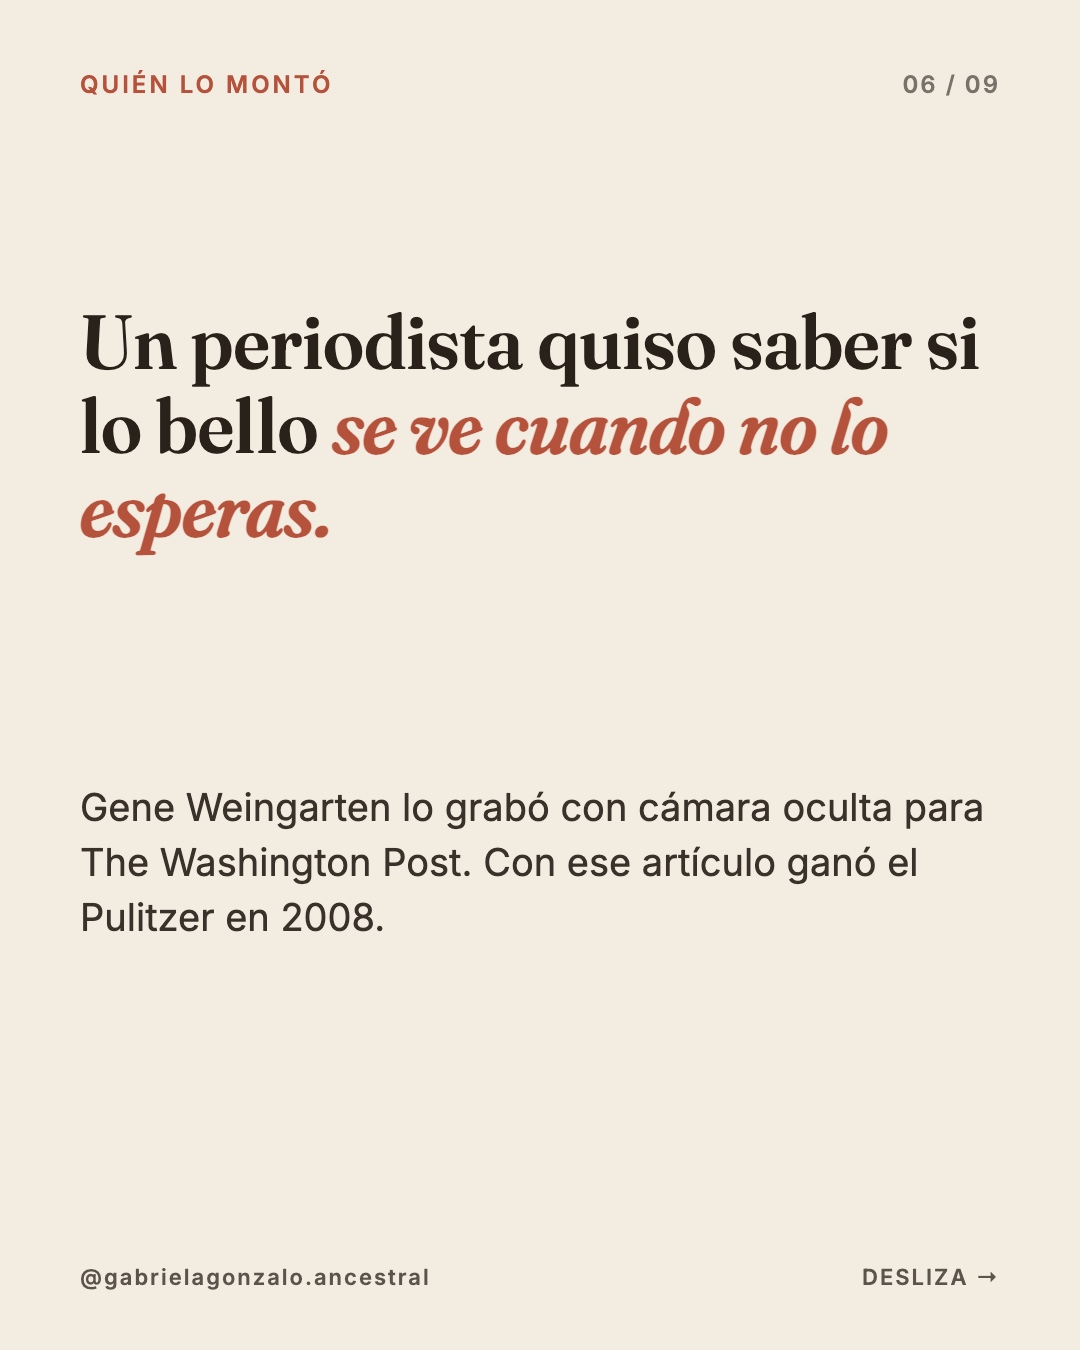 QUIÉN LO MONTÓ
06 / 09
Un periodista quiso saber si
lo bello se ve cuando no lo
esperas.
Gene Weingarten lo grabó con cámara oculta para
The Washington Post. Con ese artículo ganó el
Pulitzer en 2008.
@gabrielagonzalo.ancestral
DESLIZA →